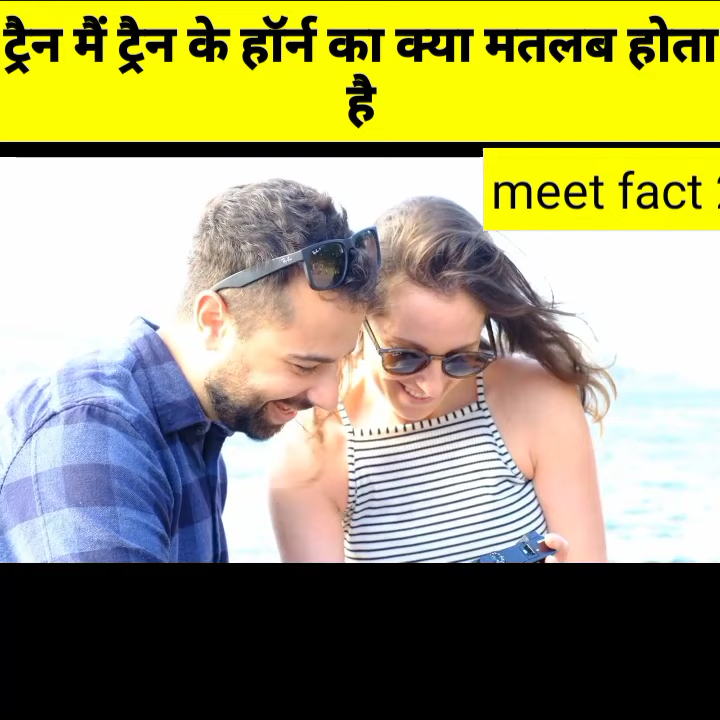 ट्रैन मैं ट्रैन के हॉर्न का क्या मतलब होता
है
meet fact